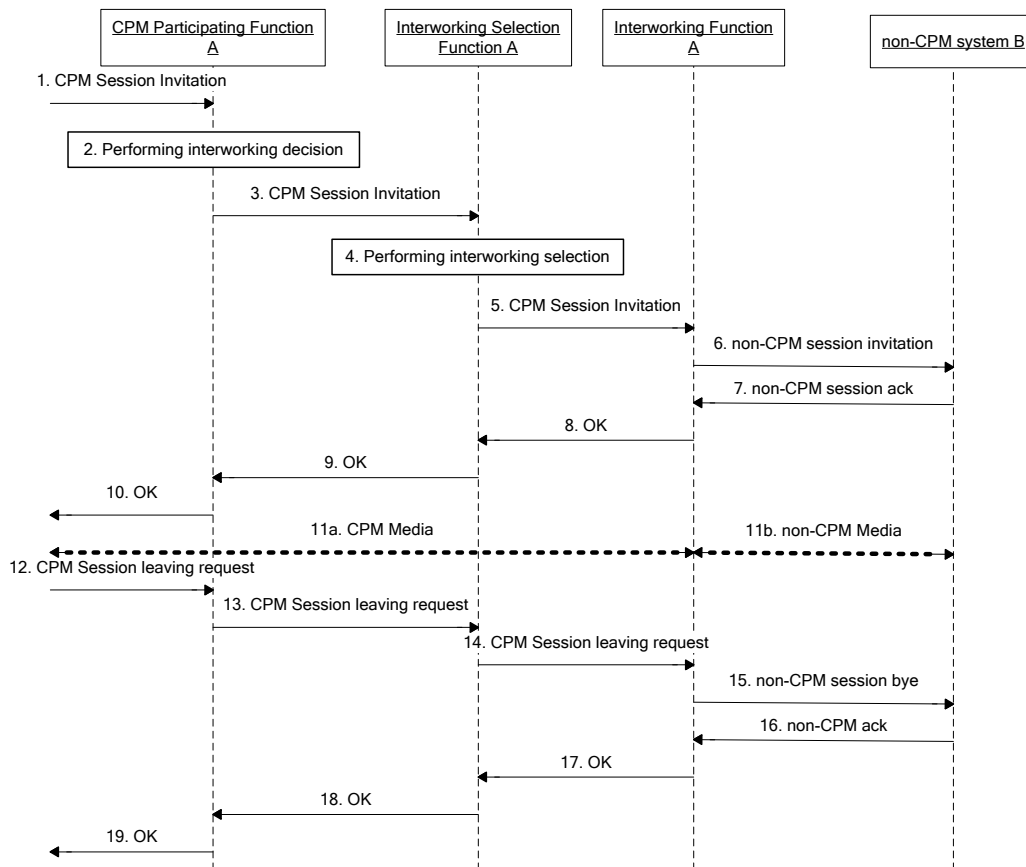 CPM Participating Function
A
Interworking Selection
Function A
Interworking Function
A
non-CPM system B
1. CPM Session Invitation
2. Performing interworking decision
3. CPM Session Invitation
4. Performing interworking selection
5. CPM Session Invitation
6. non-CPM session invitation
7. non-CPM session ack
8. OK
9. OK
10. OK
11a. CPM Media
11b. non-CPM Media
12. CPM Session leaving request
13. CPM Session leaving request
14. CPM Session leaving request
15. non-CPM session bye
16. non-CPM ack
17. OK
18. OK
19. OK